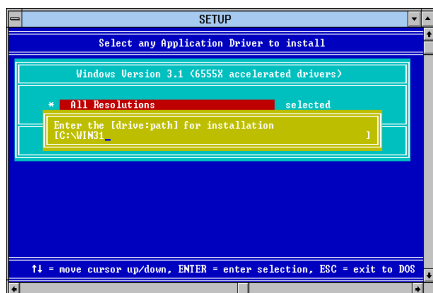 SETUP
Select any Application Driver to install
Windows Version 3.1 (6555X accelerated drivers)
* All Resolutions selected
Enter the [drive:path] for installation
[C:\WIN31_ ]
↑↓ = move cursor up/down, ENTER = enter selection, ESC = exit to DOS